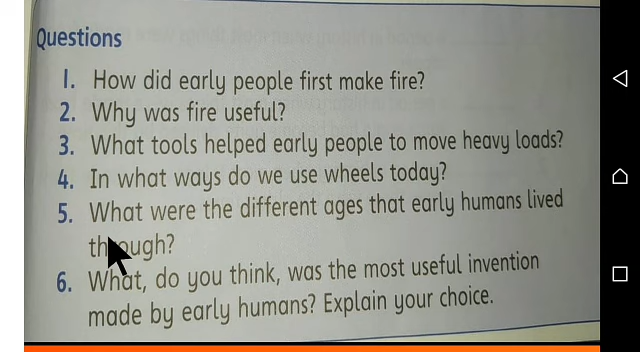 Questions
1. How did early people first make fire?
2. Why was fire useful?
3. What tools helped early people to move heavy loads?
4. In what ways do we use wheels today?
5. What were the different ages that early humans lived
through?
6. What, do you think, was the most useful invention
made by early humans? Explain your choice.